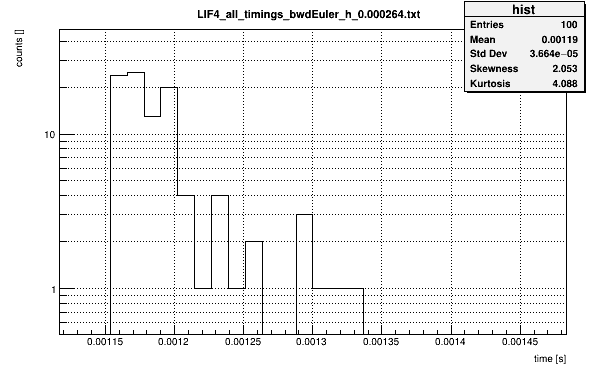 LIF4_all_timings_bwdEuler_h_0.000264.txt
hist
Entries 100
Mean 0.00119
Std Dev 3.664e−05
Skewness 2.053
Kurtosis 4.088
counts []
10
1
0.00115 0.0012 0.00125 0.0013 0.00135 0.0014 0.00145
time [s]